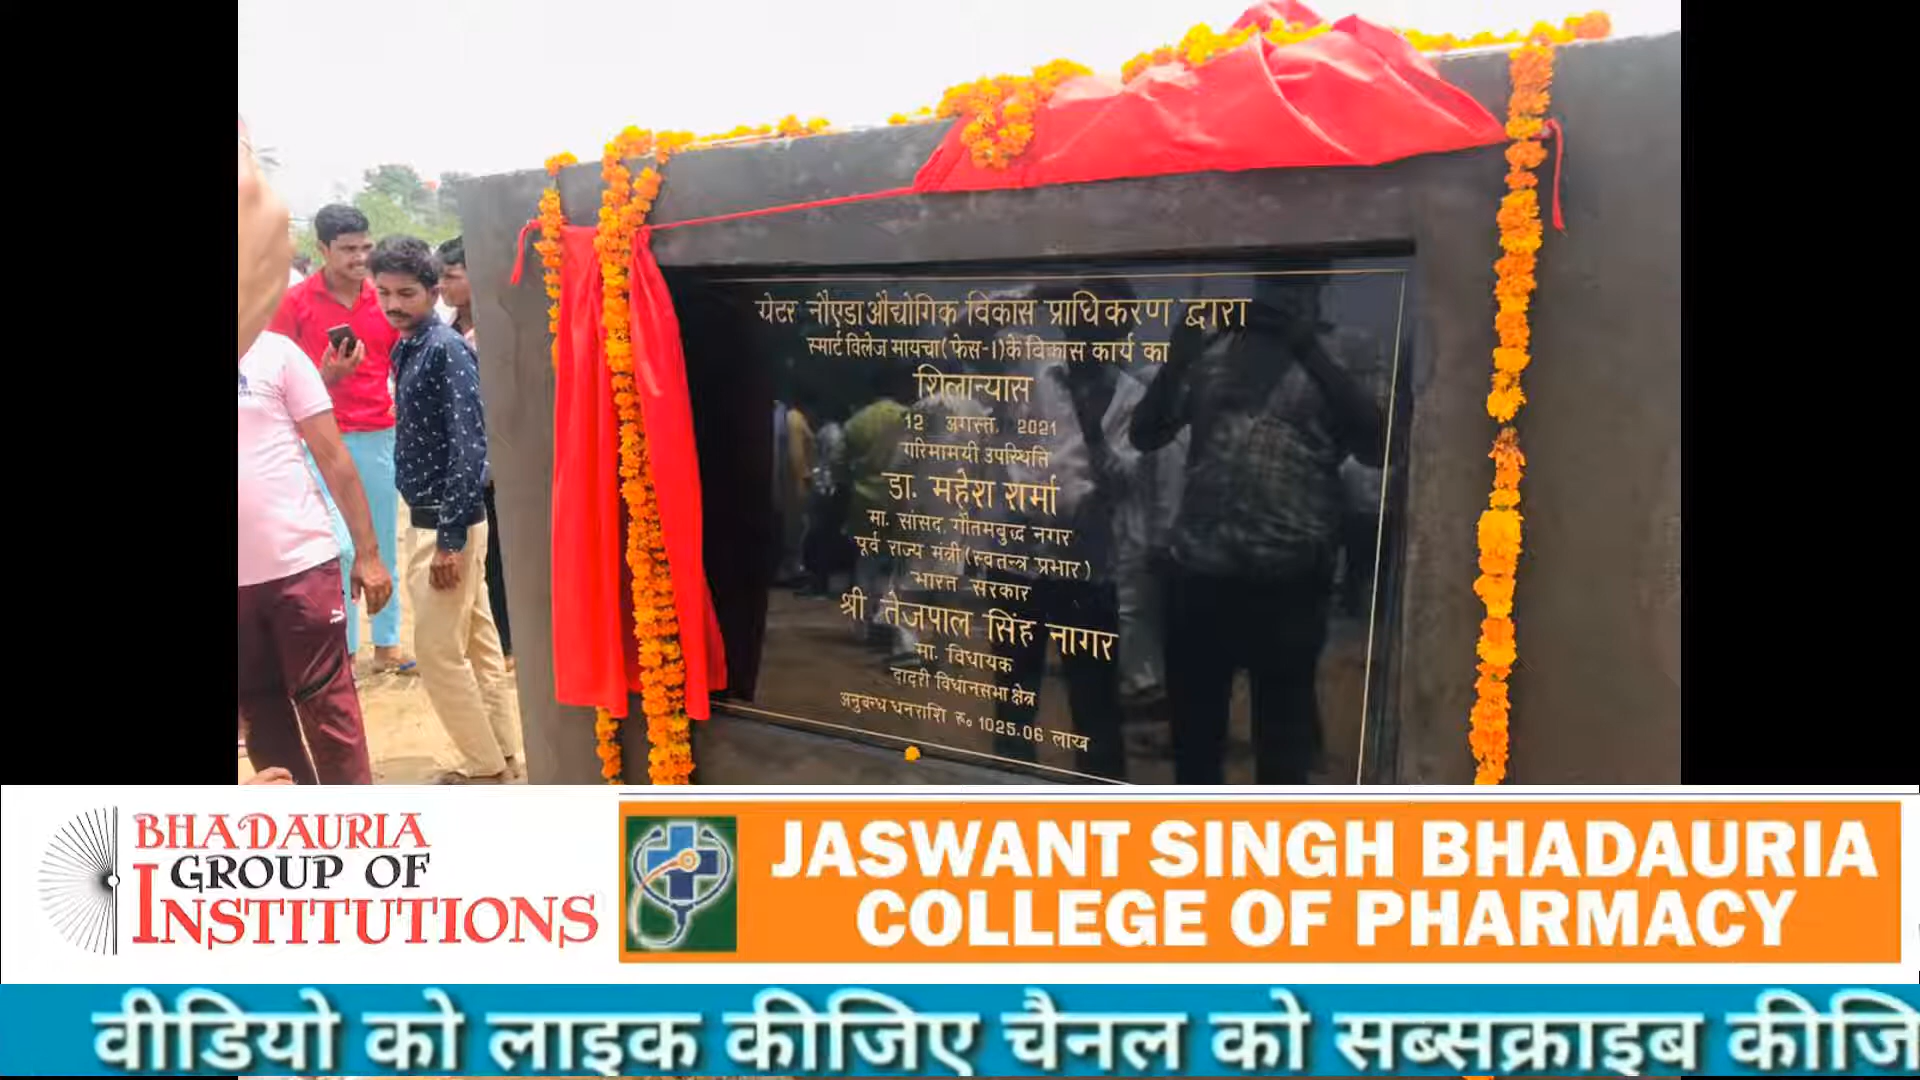 ग्रेटर नौएडा औद्योगिक विकास प्राधिकरण द्वारा
स्मार्ट विलेज मायचा (फेस-1) के विकास कार्य का
शिलान्यास
12 अगस्त, 2021
गरिमामयी उपस्थिति
डा. महेश शर्मा
मा. सांसद, गौतमबुद्ध नगर
पूर्व राज्य मंत्री (स्वतन्त्र प्रभार)
भारत सरकार
श्री तेजपाल सिंह नागर
मा. विधायक
दादरी विधानसभा क्षेत्र
अनुबन्ध धनराशि रू० 1025.06 लाख
BHADAURIA
GROUP OF
INSTITUTIONS
JASWANT SINGH BHADAURIA
COLLEGE OF PHARMACY
वीडियो को लाइक कीजिए चैनल को सब्सक्राइब कीजि